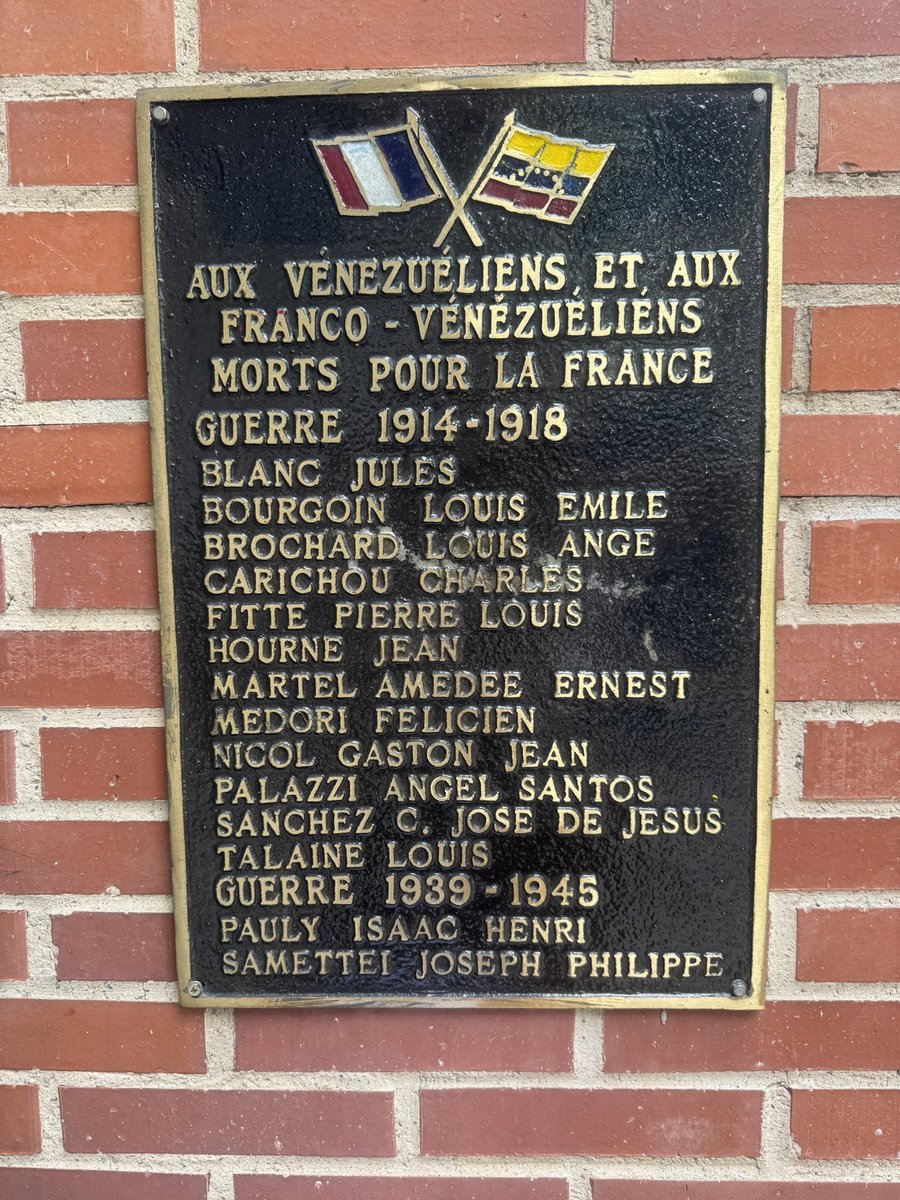 AUX VÉNEZUÉLIENS ET AUX
FRANCO - VÉNÉZUÉLIENS
MORTS POUR LA FRANCE
GUERRE 1914-1918
BLANC JULES
BOURGOIN LOUIS EMILE
BROCHARD LOUIS ANGE
CARICHOU CHARLES
FITTE PIERRE LOUIS
HOURNE JEAN
MARTEL AMEDEE ERNEST
MEDORI FELICIEN
NICOL GASTON JEAN
PALAZZI ANGEL SANTOS
SANCHEZ C. JOSE DE JESUS
TALAINE LOUIS
GUERRE 1939-1945
PAULY ISAAC HENRI
SAMETTEI JOSEPH PHILIPPE